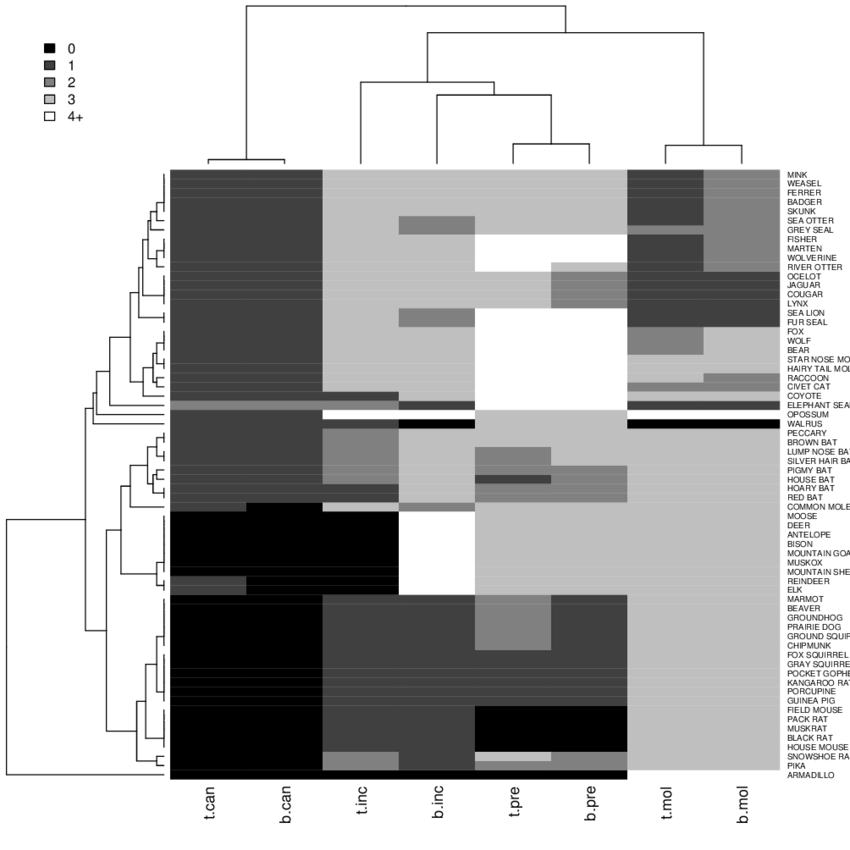 0
1
2
3
4+
MINK
WEASEL
FERRER
BADGER
SKUNK
SEA OTTER
GREY SEAL
FISHER
MARTEN
WOLVERINE
RIVER OTTER
OCELOT
JAGUAR
COUGAR
LYNX
SEA LION
FUR SEAL
FOX
WOLF
BEAR
STAR NOSE MO
HAIRY TAIL MOL
RACCOON
CIVET CAT
COYOTE
ELEPHANT SEA
OPOSSUM
WALRUS
PECCARY
BROWN BAT
LUMP NOSE BA
SILVER HAIR BA
PIGMY BAT
HOUSE BAT
HOARY BAT
RED BAT
COMMON MOLE
MOOSE
DEER
ANTELOPE
BISON
MOUNTAIN GOA
MUSKOX
MOUNTAIN SHE
REINDEER
ELK
MARMOT
BEAVER
GROUNDHOG
PRAIRIE DOG
GROUND SQUIR
CHIPMUNK
FOX SQUIRREL
GRAY SQUIRRE
POCKET GOPHE
KANGAROO RAT
PORCUPINE
GUINEA PIG
FIELD MOUSE
PACK RAT
MUSKRAT
BLACK RAT
HOUSE MOUSE
SNOWSHOE RA
PIKA
ARMADILLO
t.can b.can t.inc b.inc t.pre b.pre t.mol b.mol